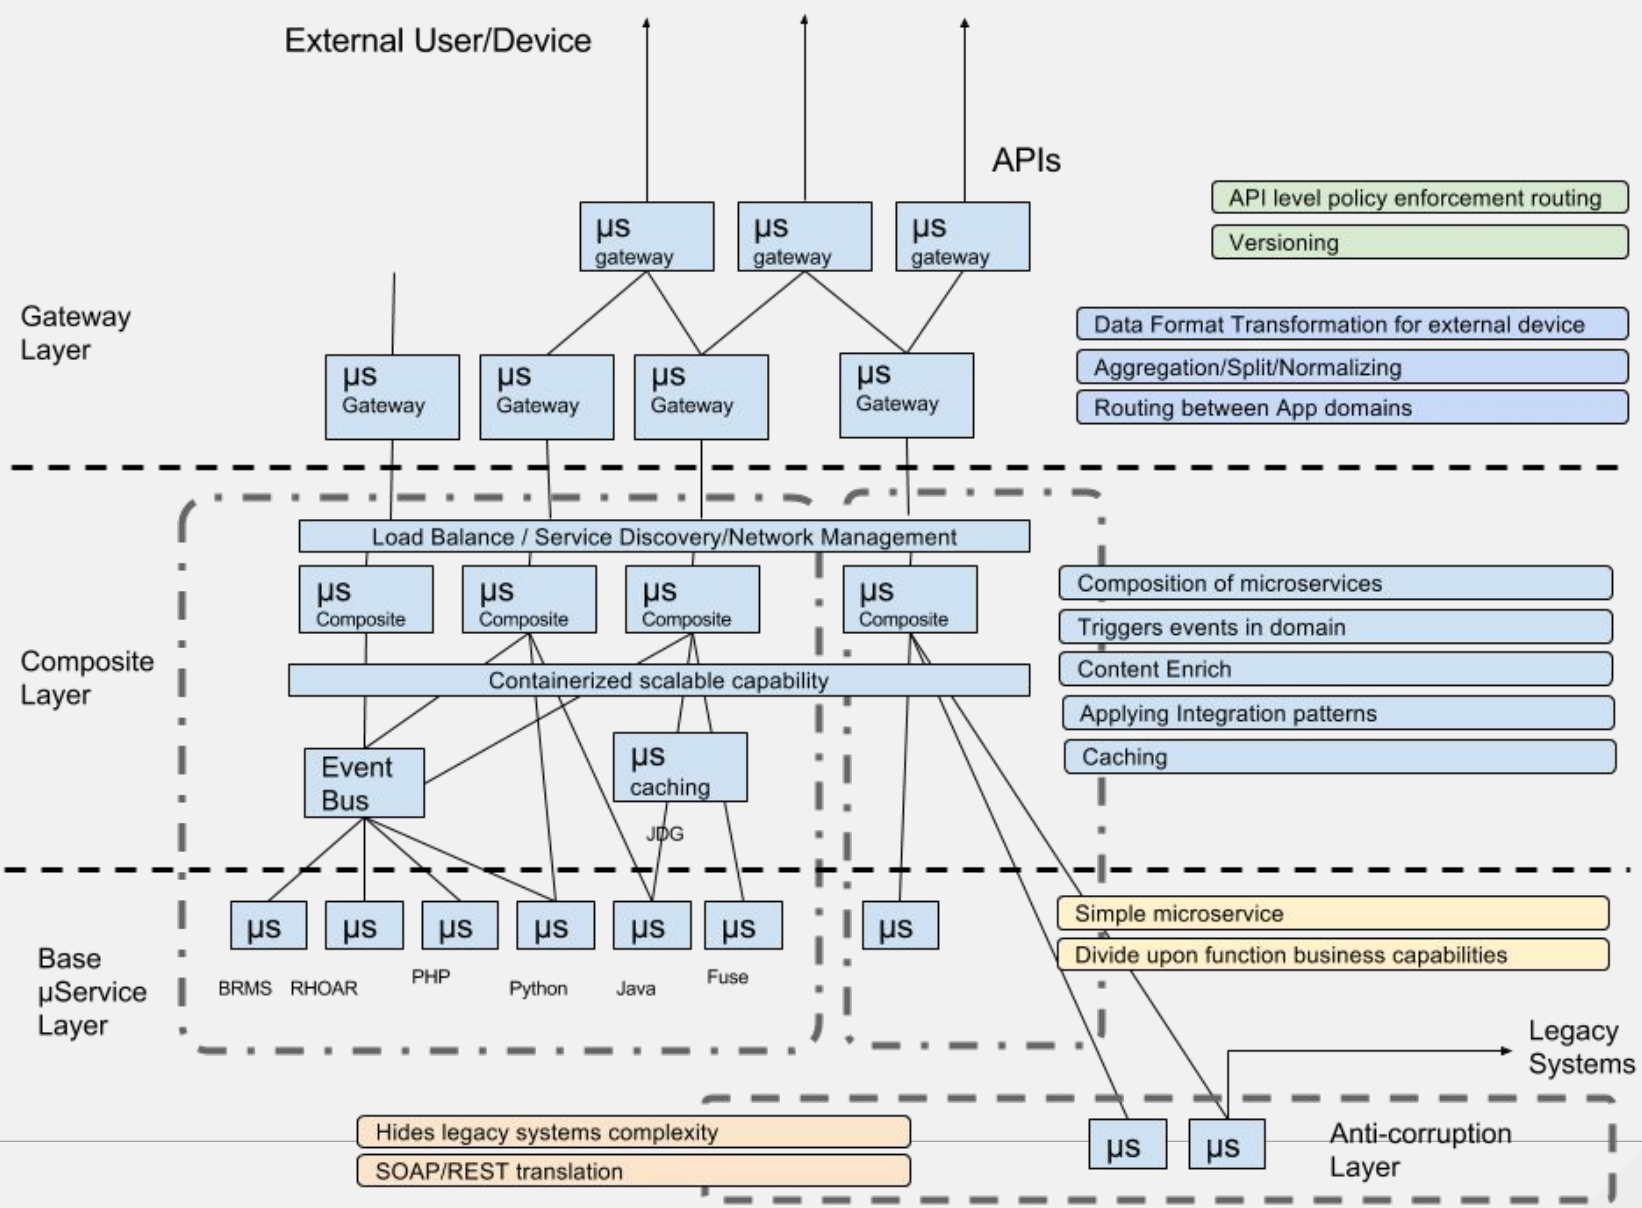 External User/Device
APIs
API level policy enforcement routing
Versioning
µs
gateway
µs
gateway
µs
gateway
Gateway
Layer
Data Format Transformation for external device
Aggregation/Split/Normalizing
Routing between App domains
µs
Gateway
µs
Gateway
µs
Gateway
µs
Gateway
Load Balance / Service Discovery/Network Management
µs
Composite
µs
Composite
µs
Composite
µs
Composite
Composition of microservices
Triggers events in domain
Content Enrich
Applying Integration patterns
Caching
Composite
Layer
Containerized scalable capability
Event
Bus
µs
caching
JDG
µs
µs
µs
µs
µs
µs
µs
Simple microservice
Divide upon function business capabilities
Base
µService
Layer
BRMS
RHOAR
PHP
Python
Java
Fuse
Legacy
Systems
Hides legacy systems complexity
SOAP/REST translation
µs
µs
Anti-corruption
Layer